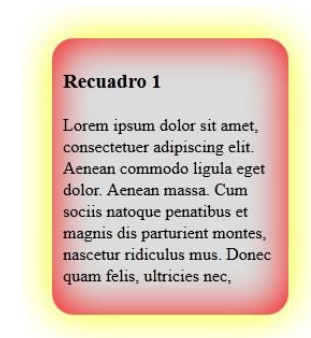 Recuadro 1
Lorem ipsum dolor sit amet,
consectetuer adipiscing elit.
Aenean commodo ligula eget
dolor. Aenean massa. Cum
sociis natoque penatibus et
magnis dis parturient montes,
nascetur ridiculus mus. Donec
quam felis, ultricies nec,